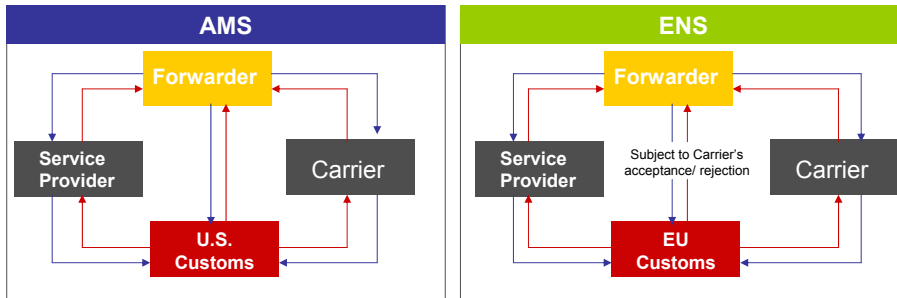 AMS
Forwarder
Service
Provider
Carrier
U.S.
Customs
ENS
Forwarder
Service
Provider
Subject to Carrier's
acceptance/ rejection
Carrier
EU
Customs